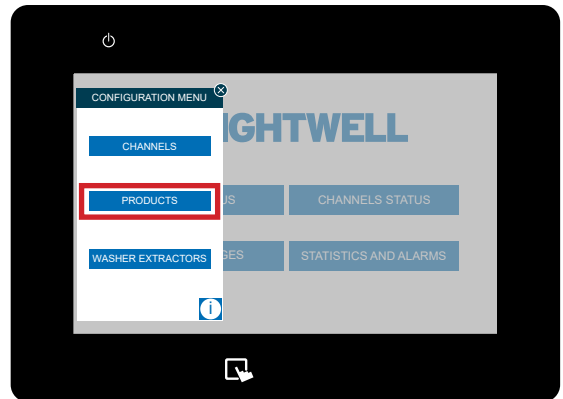 CONFIGURATION MENU
IGHTWELL
CHANNELS
PRODUCTS
US
CHANNELS STATUS
WASHER EXTRACTORS
GES
STATISTICS AND ALARMS
i